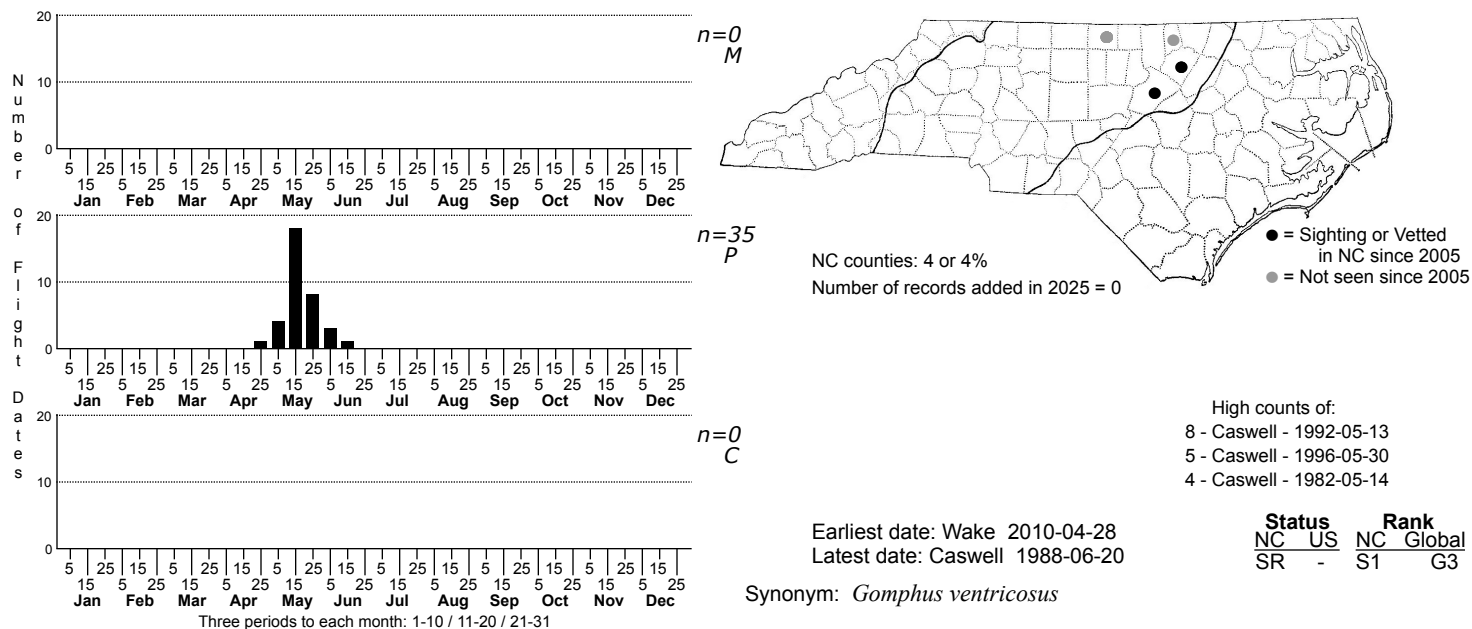 Number of Flight Dates
20
10
0
n=0
M
5 15 25 5 15 25 5 15 25 5 15 25 5 15 25 5 15 25 5 15 25 5 15 25 5 15 25 5 15 25 5 15 25 5 15 25
Jan Feb Mar Apr May Jun Jul Aug Sep Oct Nov Dec
20
10
0
n=35
P
5 15 25 5 15 25 5 15 25 5 15 25 5 15 25 5 15 25 5 15 25 5 15 25 5 15 25 5 15 25 5 15 25 5 15 25
Jan Feb Mar Apr May Jun Jul Aug Sep Oct Nov Dec
20
10
0
n=0
C
5 15 25 5 15 25 5 15 25 5 15 25 5 15 25 5 15 25 5 15 25 5 15 25 5 15 25 5 15 25 5 15 25 5 15 25
Jan Feb Mar Apr May Jun Jul Aug Sep Oct Nov Dec
Three periods to each month: 1-10 / 11-20 / 21-31
= Sighting or Vetted
in NC since 2005
= Not seen since 2005
NC counties: 4 or 4%
Number of records added in 2025 = 0
High counts of:
8 - Caswell - 1992-05-13
5 - Caswell - 1996-05-30
4 - Caswell - 1982-05-14
Earliest date: Wake 2010-04-28
Latest date: Caswell 1988-06-20
Status Rank
NC US NC Global
SR - S1 G3
Synonym: Gomphus ventricosus